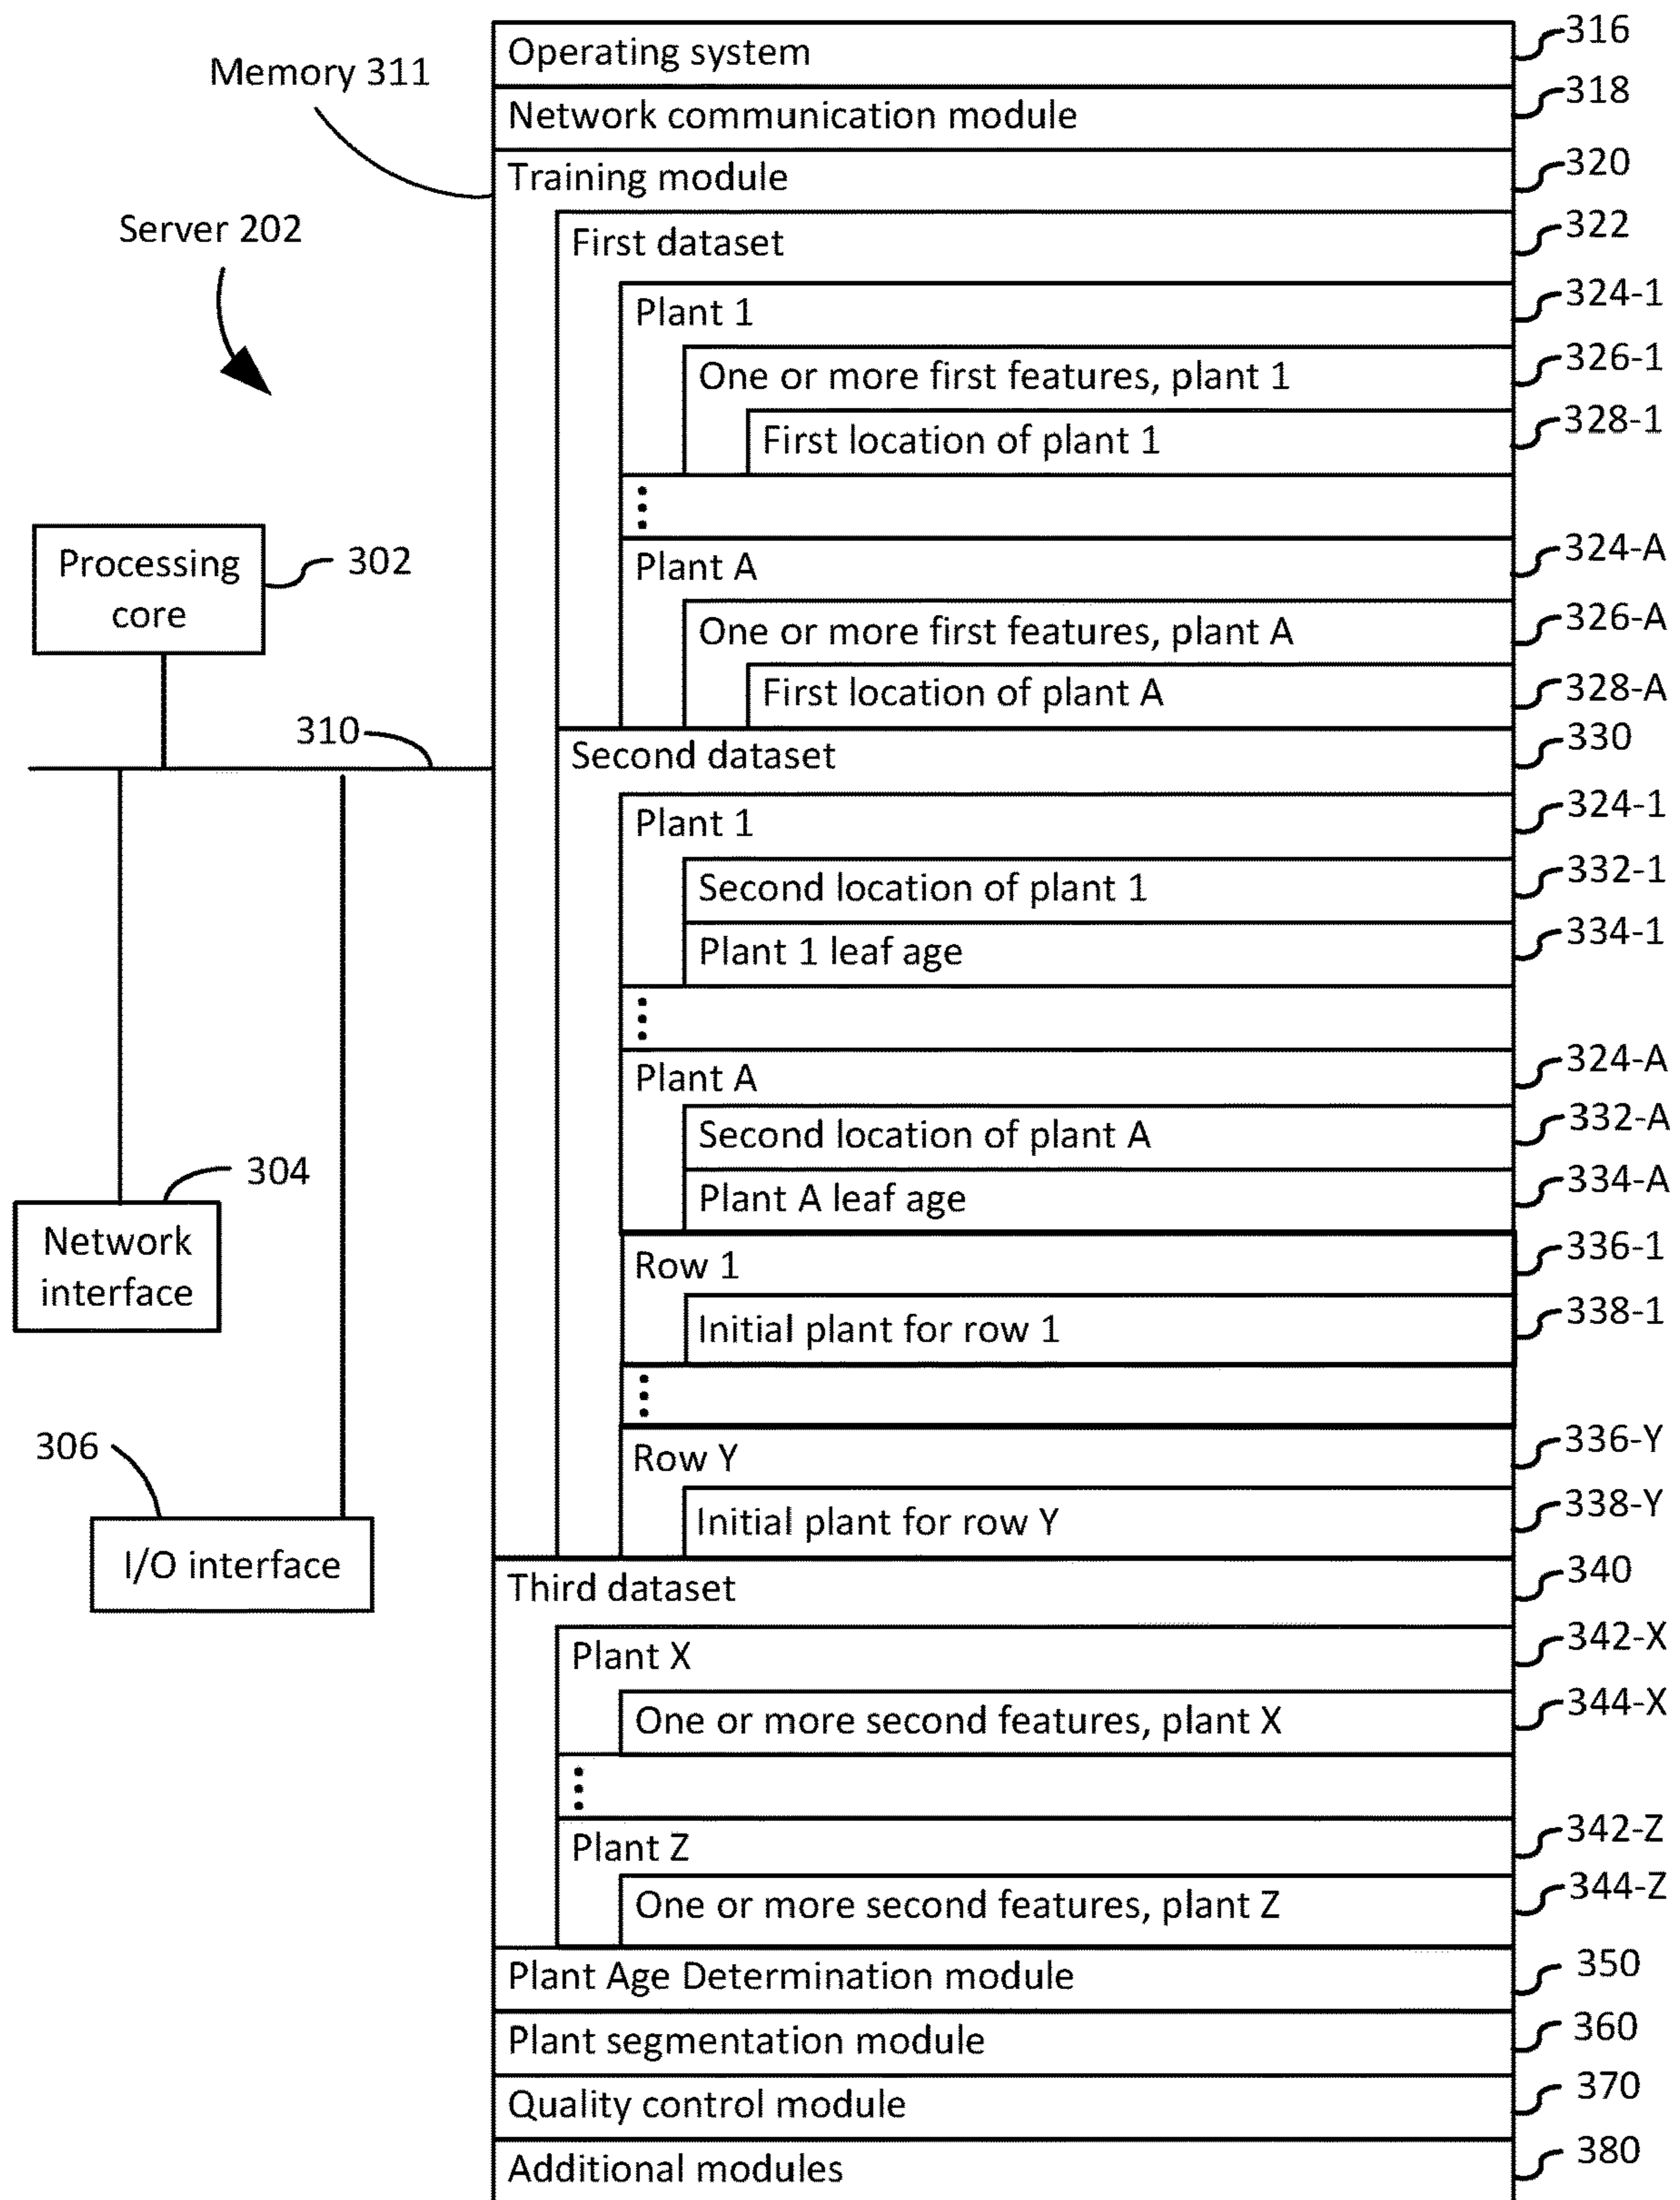 Memory 311
Server 202
Processing
core
302
310
304
Network
interface
306
I/O interface
Operating system 316
Network communication module 318
Training module 320
First dataset 322
Plant 1 324-1
One or more first features, plant 1 326-1
First location of plant 1 328-1
Plant A 324-A
One or more first features, plant A 326-A
First location of plant A 328-A
Second dataset 330
Plant 1 324-1
Second location of plant 1 332-1
Plant 1 leaf age 334-1
Plant A 324-A
Second location of plant A 332-A
Plant A leaf age 334-A
Row 1 336-1
Initial plant for row 1 338-1
Row Y 336-Y
Initial plant for row Y 338-Y
Third dataset 340
Plant X 342-X
One or more second features, plant X 344-X
Plant Z 342-Z
One or more second features, plant Z 344-Z
Plant Age Determination module 350
Plant segmentation module 360
Quality control module 370
Additional modules 380